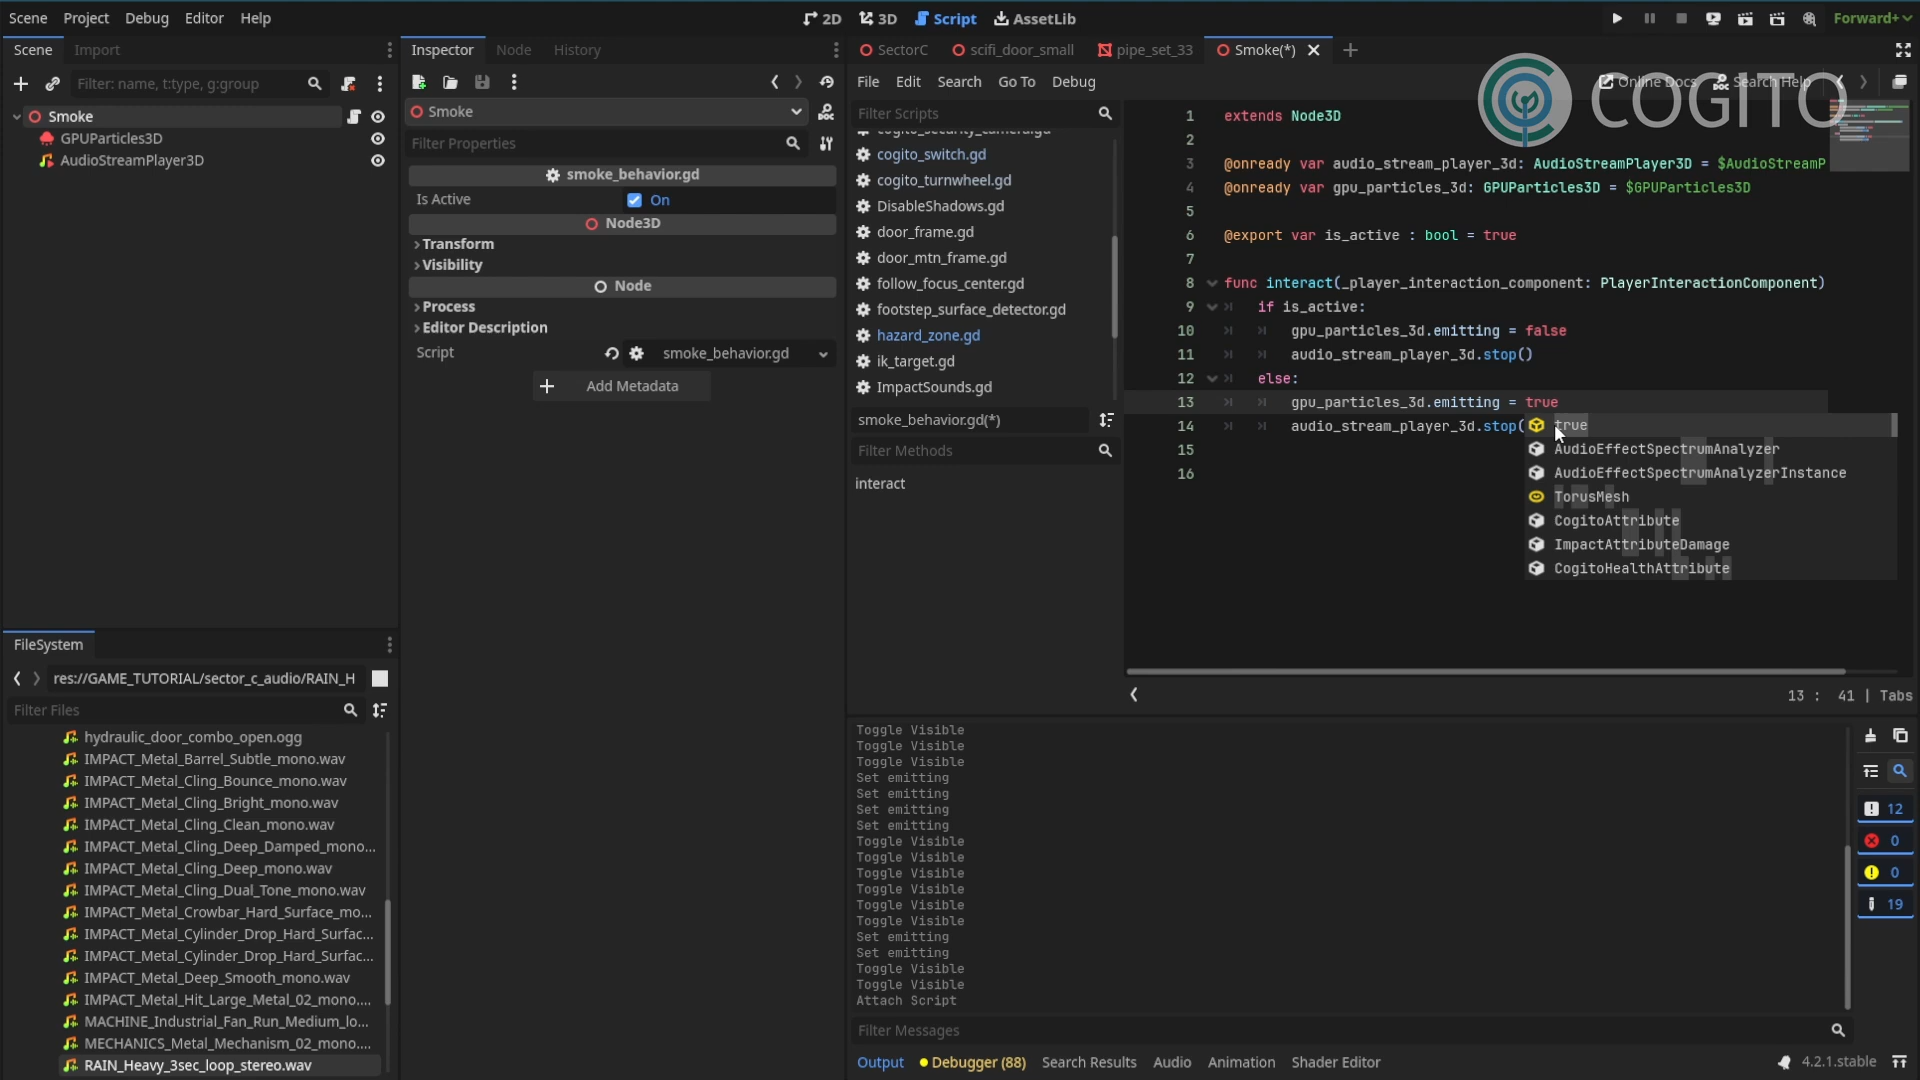 Scene Project Debug Editor Help
2D 3D Script AssetLib
Forward+
Scene Import
Filter: name, t:type, g:group
Smoke
GPUParticles3D
AudioStreamPlayer3D
FileSystem
res://GAME_TUTORIAL/sector_c_audio/RAIN_H
Filter Files
hydraulic_door_combo_open.ogg
IMPACT_Metal_Barrel_Subtle_mono.wav
IMPACT_Metal_Cling_Bounce_mono.wav
IMPACT_Metal_Cling_Bright_mono.wav
IMPACT_Metal_Cling_Clean_mono.wav
IMPACT_Metal_Cling_Deep_Damped_mono...
IMPACT_Metal_Cling_Deep_mono.wav
IMPACT_Metal_Cling_Dual_Tone_mono.wav
IMPACT_Metal_Crowbar_Hard_Surface_mo...
IMPACT_Metal_Cylinder_Drop_Hard_Surfac...
IMPACT_Metal_Cylinder_Drop_Hard_Surfac...
IMPACT_Metal_Deep_Smooth_mono.wav
IMPACT_Metal_Hit_Large_Metal_02_mono....
MACHINE_Industrial_Fan_Run_Medium_lo...
MECHANICS_Metal_Mechanism_02_mono....
RAIN_Heavy_3sec_loop_stereo.wav
Inspector Node History
Smoke
Filter Properties
smoke_behavior.gd
Is Active On
Node3D
Transform
Visibility
Node
Process
Editor Description
Script smoke_behavior.gd
Add Metadata
SectorC scifi_door_small pipe_set_33 Smoke(*)
File Edit Search Go To Debug
Online Docs Search Help
COGITO
Filter Scripts
cogito_security_camera.gd
cogito_switch.gd
cogito_turnwheel.gd
DisableShadows.gd
door_frame.gd
door_mtn_frame.gd
follow_focus_center.gd
footstep_surface_detector.gd
hazard_zone.gd
ik_target.gd
ImpactSounds.gd
smoke_behavior.gd(*)
Filter Methods
interact
1 extends Node3D
2
3 @onready var audio_stream_player_3d: AudioStreamPlayer3D = $AudioStreamP
4 @onready var gpu_particles_3d: GPUParticles3D = $GPUParticles3D
5
6 @export var is_active : bool = true
7
8 func interact(_player_interaction_component: PlayerInteractionComponent)
9 if is_active:
10 gpu_particles_3d.emitting = false
11 audio_stream_player_3d.stop()
12 else:
13 gpu_particles_3d.emitting = true
14 audio_stream_player_3d.stop(
15
16
true
AudioEffectSpectrumAnalyzer
AudioEffectSpectrumAnalyzerInstance
TorusMesh
CogitoAttribute
ImpactAttributeDamage
CogitoHealthAttribute
13 : 41 | Tabs
Toggle Visible
Toggle Visible
Toggle Visible
Set emitting
Set emitting
Set emitting
Set emitting
Toggle Visible
Toggle Visible
Toggle Visible
Toggle Visible
Toggle Visible
Toggle Visible
Set emitting
Set emitting
Toggle Visible
Toggle Visible
Attach Script
12
0
0
19
Filter Messages
Output Debugger (88) Search Results Audio Animation Shader Editor
4.2.1.stable